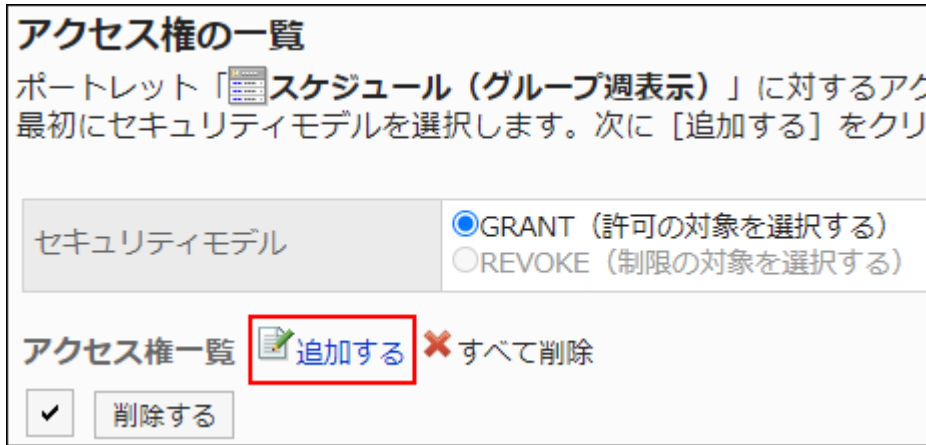 アクセス権の一覧
ポートレット「スケジュール（グループ週表示）」に対するアク
最初にセキュリティモデルを選択します。次に［追加する］をクリ
セキュリティモデル
GRANT（許可の対象を選択する）
REVOKE（制限の対象を選択する）
アクセス権一覧 追加する すべて削除
削除する